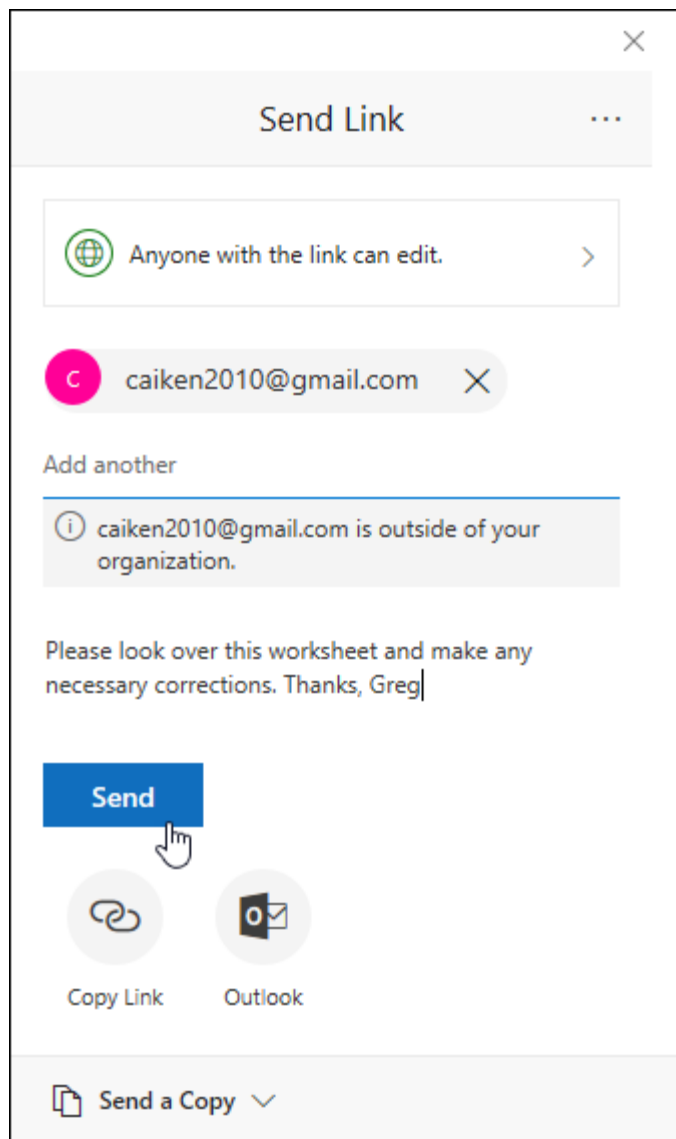 Send Link
Anyone with the link can edit.
C caiken2010@gmail.com
Add another
caiken2010@gmail.com is outside of your
organization.
Please look over this worksheet and make any
necessary corrections. Thanks, Greg
Send
Copy Link Outlook
Send a Copy